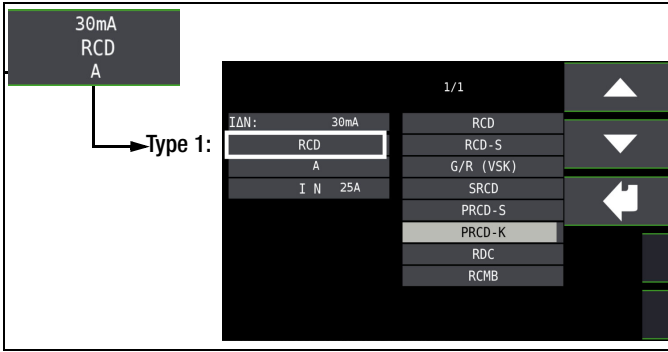 30mA
RCD
A
Type 1:
1/1
IΔN: 30mA
RCD
A
I N 25A
RCD
RCD-S
G/R (VSK)
SRCD
PRCD-S
PRCD-K
RDC
RCMB